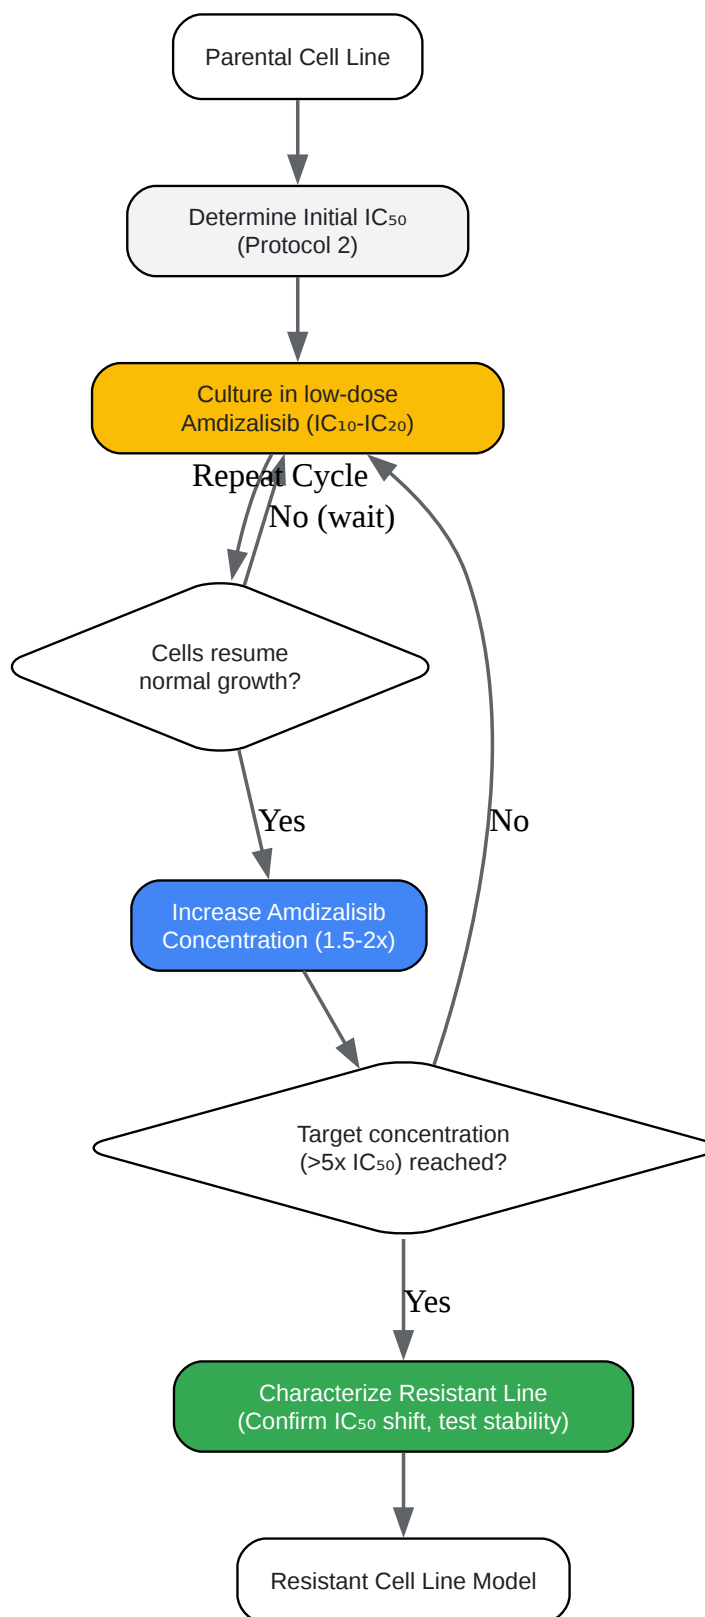 Parental Cell Line
Determine Initial IC₅₀
(Protocol 2)
Culture in low-dose
Amdizalisib (IC₁₀-IC₂₀)
Repeat Cycle
No (wait)
Cells resume
normal growth?
Yes
No
Increase Amdizalisib
Concentration (1.5-2x)
Target concentration
(>5x IC₅₀) reached?
Yes
Characterize Resistant Line
(Confirm IC₅₀ shift, test stability)
Resistant Cell Line Model